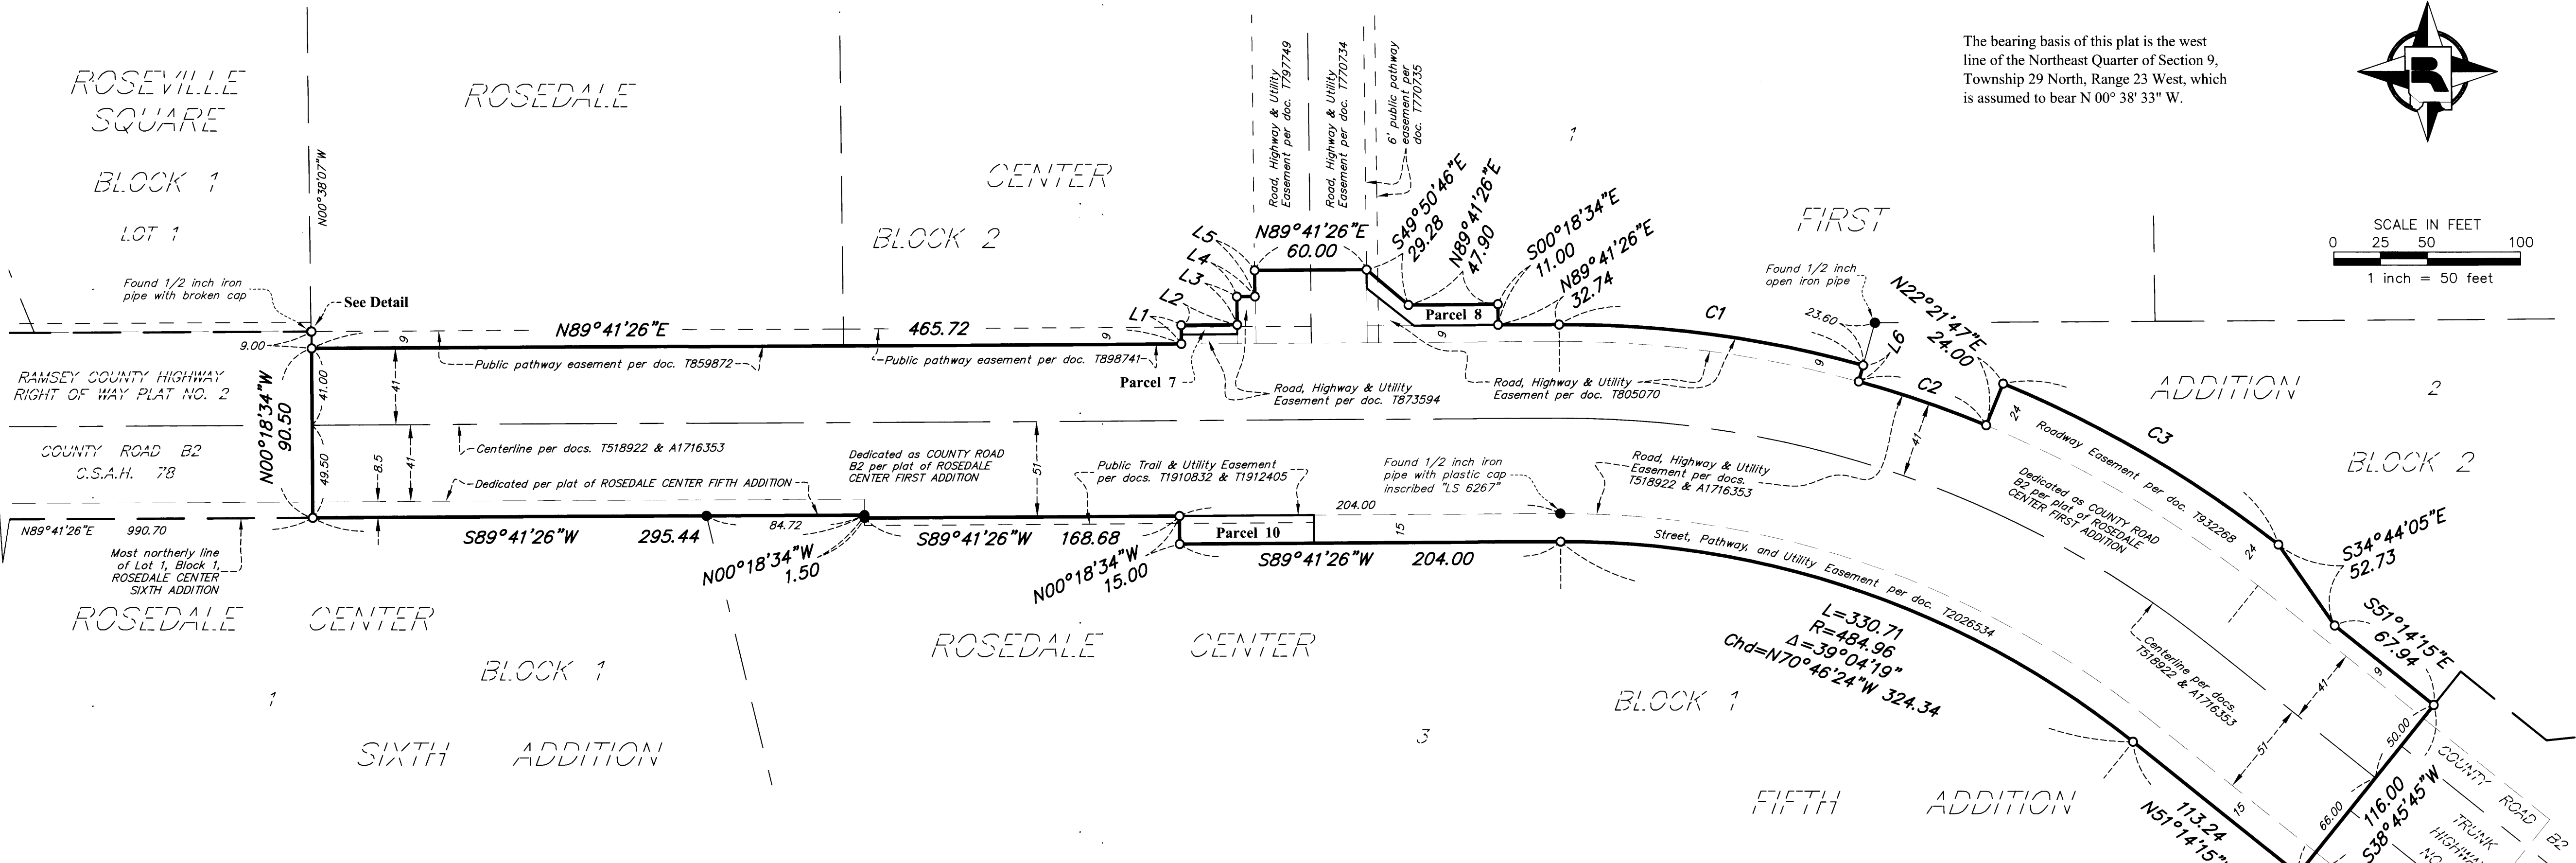 The bearing basis of this plat is the west
line of the Northeast Quarter of Section 9,
Township 29 North, Range 23 West, which
is assumed to bear N 00° 38' 33" W.
R
SCALE IN FEET
0 25 50 100
1 inch = 50 feet
ROSEVILLE
SQUARE
BLOCK 1
LOT 1
N00°38'07"W
ROSEDALE
CENTER
BLOCK 2
Road, Highway & Utility
Easement per doc. T797749
Road, Highway & Utility
Easement per doc. T770734
6' public pathway
easement per
doc. T770735
1
FIRST
Found 1/2 inch iron
pipe with broken cap
See Detail
9.00
N89°41'26"E
465.72
9
9
Public pathway easement per doc. T859872
Public pathway easement per doc. T898741
L1
L2
L3
L4
L5
N89°41'26"E
60.00
S49°50'46"E
29.28
N89°41'26"E
47.90
S00°18'34"E
11.00
N89°41'26"E
32.74
Parcel 8
9
Parcel 7
Road, Highway & Utility
Easement per doc. T873594
Road, Highway & Utility
Easement per doc. T805070
C1
9
Found 1/2 inch
open iron pipe
23.60
L6
C2
N22°21'47"E
24.00
24
C3
ADDITION
2
BLOCK 2
Roadway Easement per doc. T932268
24
Dedicated as COUNTY ROAD
B2 per plat of ROSEDALE
CENTER FIRST ADDITION
S34°44'05"E
52.73
S51°14'15"E
67.94
9
RAMSEY COUNTY HIGHWAY
RIGHT OF WAY PLAT NO. 2
COUNTY ROAD B2
C.S.A.H. 78
N00°18'34"W
90.50
41.00
49.50
41
8.5
41
Centerline per docs. T518922 & A1716353
Dedicated per plat of ROSEDALE CENTER FIFTH ADDITION
Dedicated as COUNTY ROAD
B2 per plat of ROSEDALE
CENTER FIRST ADDITION
51
Public Trail & Utility Easement
per docs. T1910832 & T1912405
Found 1/2 inch iron
pipe with plastic cap
inscribed "LS 6267"
Road, Highway & Utility
Easement per docs.
T518922 & A1716353
41
N89°41'26"E 990.70
Most northerly line
of Lot 1, Block 1,
ROSEDALE CENTER
SIXTH ADDITION
S89°41'26"W 295.44
84.72
N00°18'34"W
1.50
S89°41'26"W 168.68
N00°18'34"W
15.00
Parcel 10
204.00
15
S89°41'26"W 204.00
Street, Pathway, and Utility Easement per doc. T2026534
L=330.71
R=484.96
Δ=39°04'19"
Chd=N70°46'24"W 324.34
Centerline per docs.
T518922 & A1716353
41
51
15
50.00
66.00
116.00
S38°45'45"W
113.24
N51°14'15"
COUNTY ROAD B2
TRUNK
HIGHWAY
NO.
ROSEDALE CENTER
BLOCK 1
1
SIXTH ADDITION
ROSEDALE CENTER
BLOCK 1
3
FIFTH ADDITION